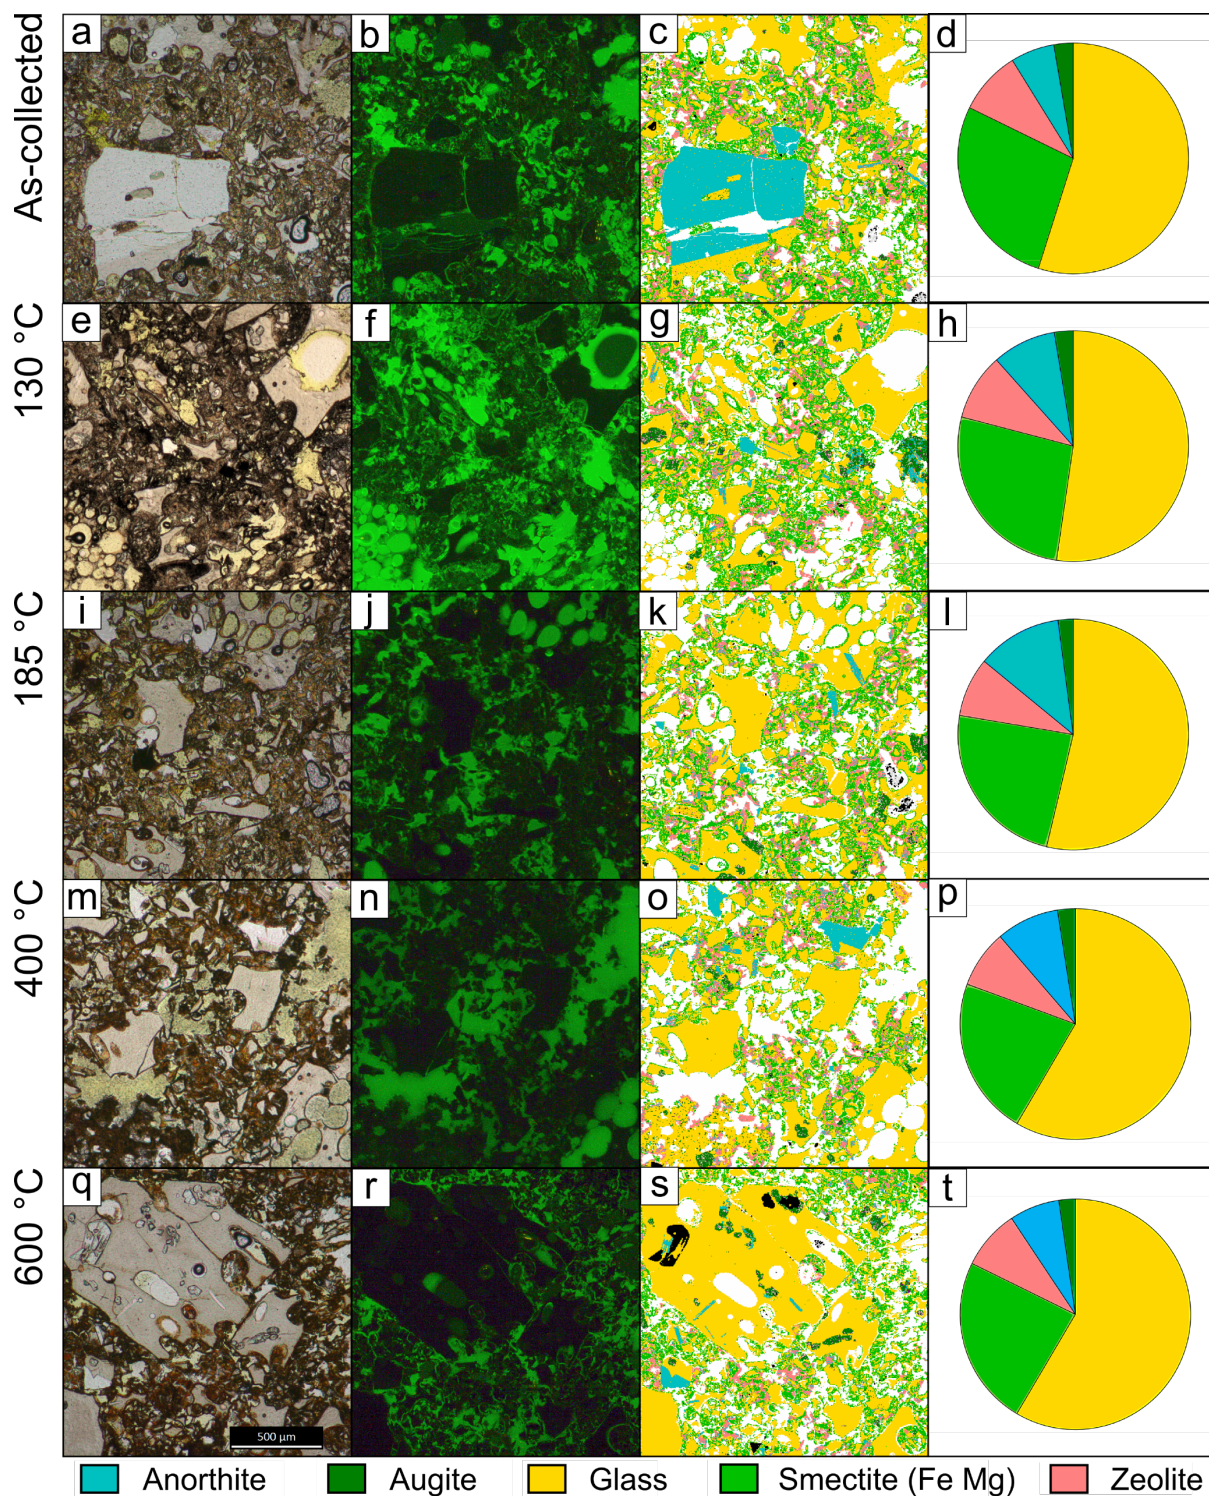 As-collected
a
b
c
d
130 °C
e
f
g
h
185 °C
i
j
k
l
400 °C
m
n
o
p
600 °C
q
r
s
t
500 µm
Anorthite
Augite
Glass
Smectite (Fe Mg)
Zeolite